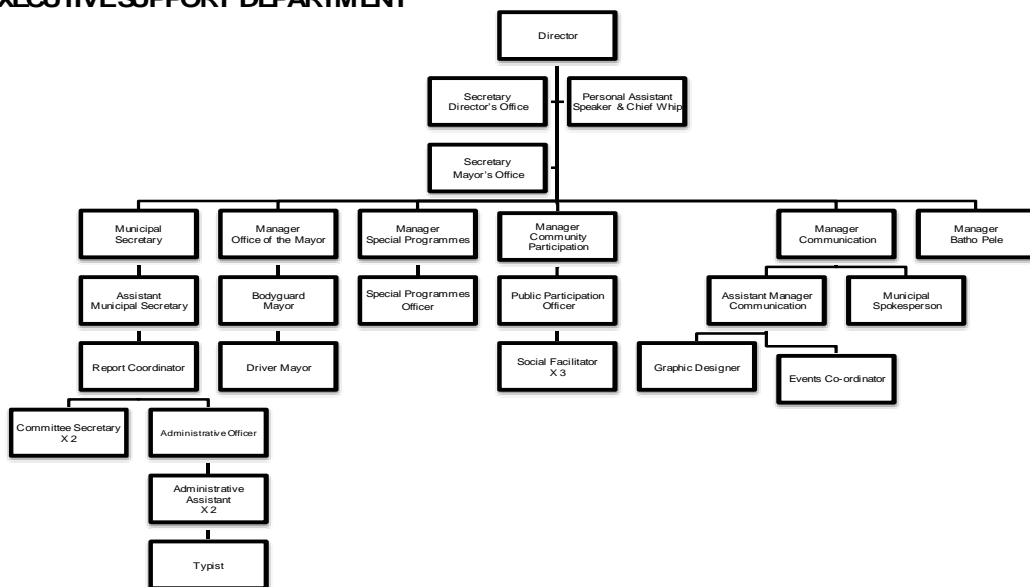 XECUTIVE SUPPORT DEPARTMENT
Director
Secretary
Director's Office
Personal Assistant
Speaker & Chief Whip
Secretary
Mayor's Office
Municipal
Secretary
Manager
Office of the Mayor
Manager
Special Programmes
Manager
Community
Participation
Manager
Communication
Manager
Batho Pele
Assistant
Municipal Secretary
Bodyguard
Mayor
Special Programmes
Officer
Public Participation
Officer
Assistant Manager
Communication
Municipal
Spokesperson
Report Coordinator
Driver Mayor
Social Facilitator
X 3
Graphic Designer
Events Co-ordinator
Committee Secretary
X 2
Administrative Officer
Administrative
Assistant
X 2
Typist